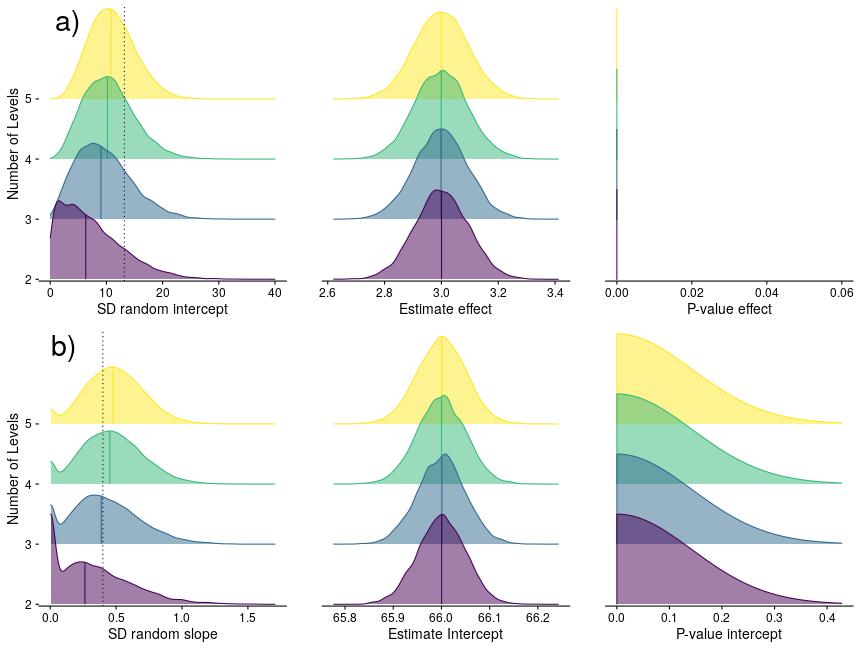 a)
Number of Levels
5
4
3
2
0 10 20 30 40
SD random intercept
2.6 2.8 3.0 3.2 3.4
Estimate effect
0.00 0.02 0.04 0.06
P-value effect
b)
Number of Levels
5
4
3
2
0.0 0.5 1.0 1.5
SD random slope
65.8 65.9 66.0 66.1 66.2
Estimate Intercept
0.0 0.1 0.2 0.3 0.4
P-value intercept